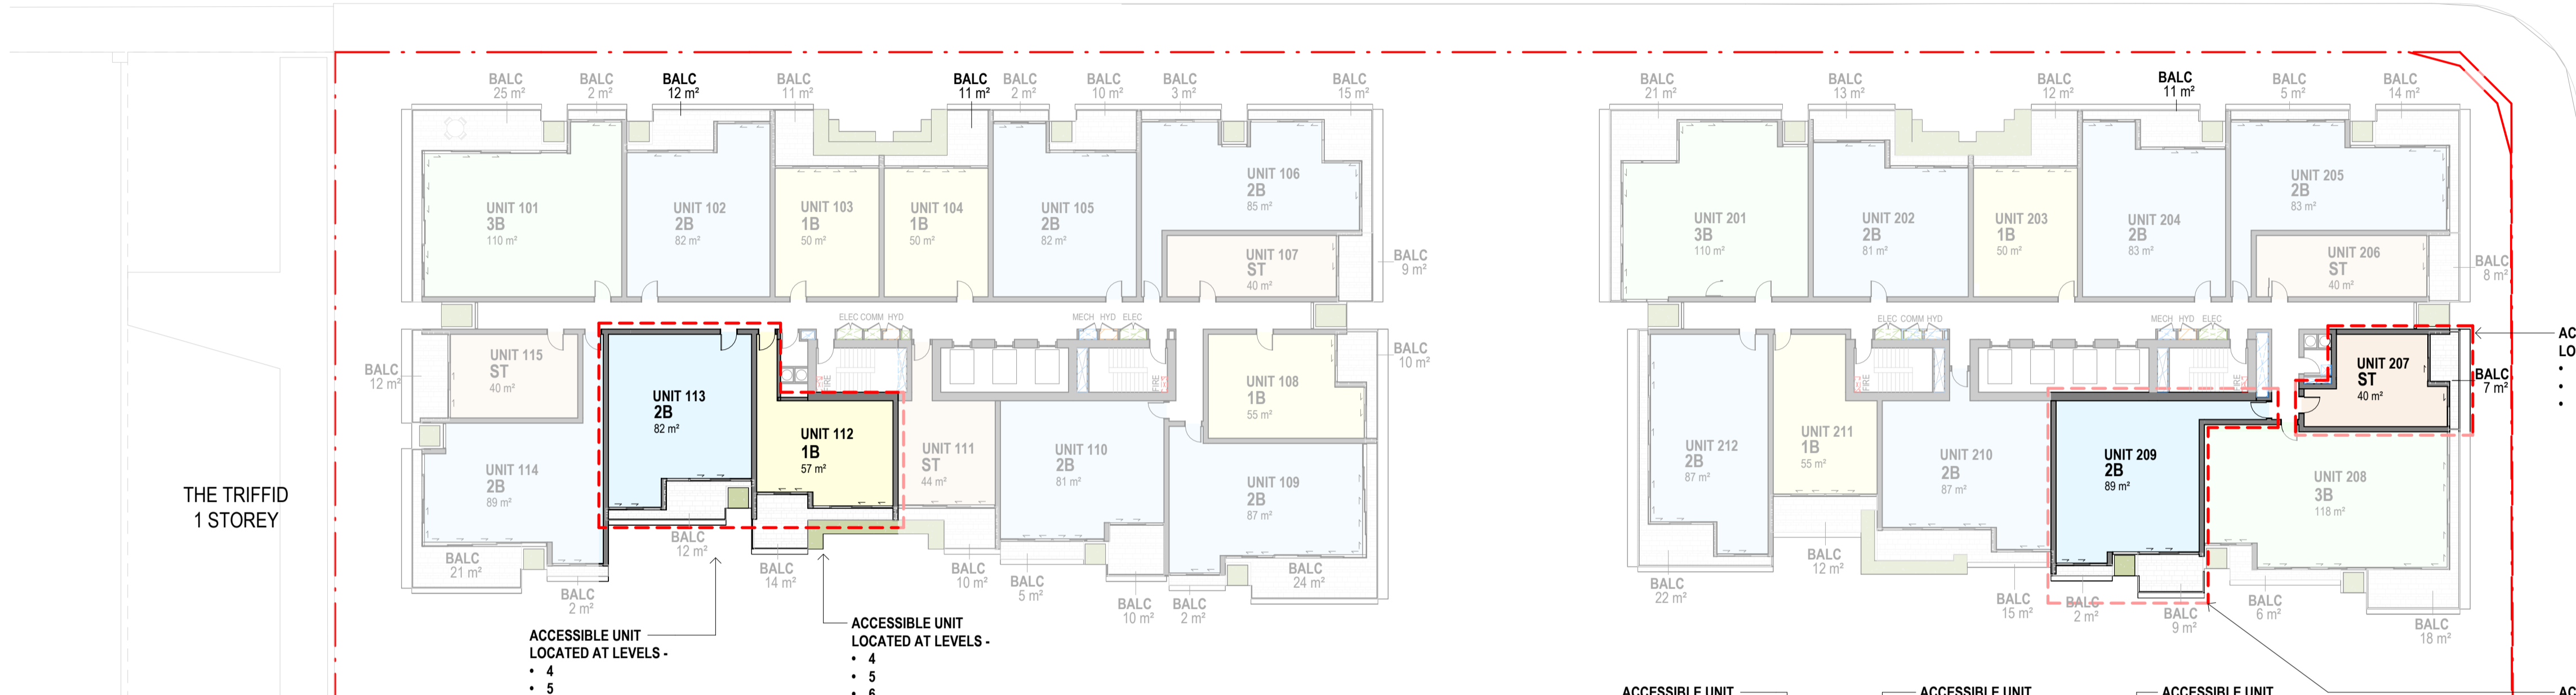 BALC
25 m²
BALC
2 m²
BALC
12 m²
BALC
11 m²
BALC
11 m²
BALC
2 m²
BALC
10 m²
BALC
3 m²
BALC
15 m²
BALC
21 m²
BALC
13 m²
BALC
12 m²
BALC
11 m²
BALC
5 m²
BALC
14 m²
UNIT 101
3B
110 m²
UNIT 102
2B
82 m²
UNIT 103
1B
50 m²
UNIT 104
1B
50 m²
UNIT 105
2B
82 m²
UNIT 106
2B
85 m²
UNIT 107
ST
40 m²
BALC
9 m²
UNIT 201
3B
110 m²
UNIT 202
2B
81 m²
UNIT 203
1B
50 m²
UNIT 204
2B
83 m²
UNIT 205
2B
83 m²
UNIT 206
ST
40 m²
BALC
8 m²
ELEC COMM HYD
MECH HYD ELEC
ELEC COMM HYD
MECH HYD ELEC
BALC
12 m²
UNIT 115
ST
40 m²
UNIT 113
2B
82 m²
FIRE
UNIT 112
1B
57 m²
UNIT 111
ST
44 m²
FIRE
UNIT 108
1B
55 m²
BALC
10 m²
UNIT 114
2B
89 m²
UNIT 110
2B
81 m²
UNIT 109
2B
87 m²
BALC
21 m²
BALC
2 m²
BALC
12 m²
BALC
14 m²
BALC
10 m²
BALC
5 m²
BALC
10 m²
BALC
2 m²
BALC
24 m²
FIRE
FIRE
UNIT 207
ST
40 m²
BALC
7 m²
UNIT 212
2B
87 m²
UNIT 211
1B
55 m²
UNIT 210
2B
87 m²
UNIT 209
2B
89 m²
UNIT 208
3B
118 m²
BALC
22 m²
BALC
12 m²
BALC
15 m²
BALC
2 m²
BALC
9 m²
BALC
6 m²
BALC
18 m²
AC
LO
•
•
•
THE TRIFFID
1 STOREY
ACCESSIBLE UNIT
LOCATED AT LEVELS -
• 4
• 5
ACCESSIBLE UNIT
LOCATED AT LEVELS -
• 4
• 5
• 6
ACCESSIBLE UNIT
ACCESSIBLE UNIT
ACCESSIBLE UNIT
AC